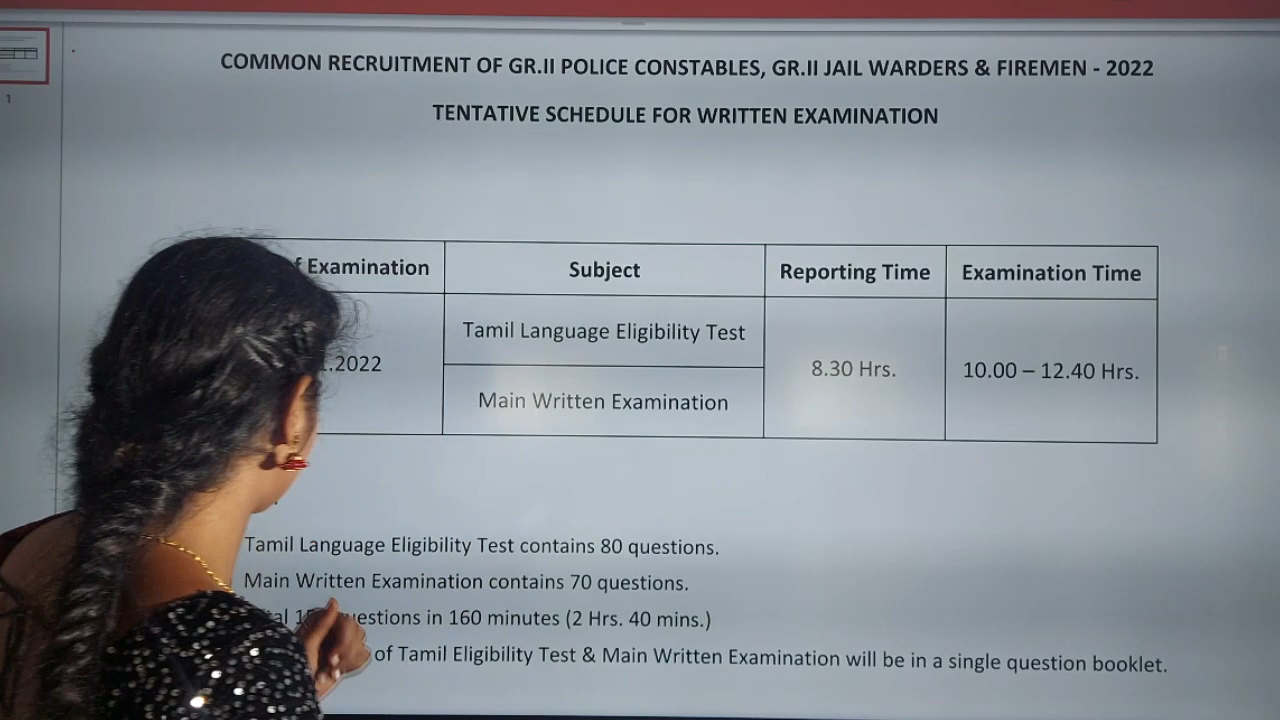 COMMON RECRUITMENT OF GR.II POLICE CONSTABLES, GR.II JAIL WARDERS & FIREMEN - 2022
TENTATIVE SCHEDULE FOR WRITTEN EXAMINATION
Examination Subject Reporting Time Examination Time
Tamil Language Eligibility Test
.2022 8.30 Hrs. 10.00 – 12.40 Hrs.
Main Written Examination
Tamil Language Eligibility Test contains 80 questions.
Main Written Examination contains 70 questions.
in 160 minutes (2 Hrs. 40 mins.)
of Tamil Eligibility Test & Main Written Examination will be in a single question booklet.
1